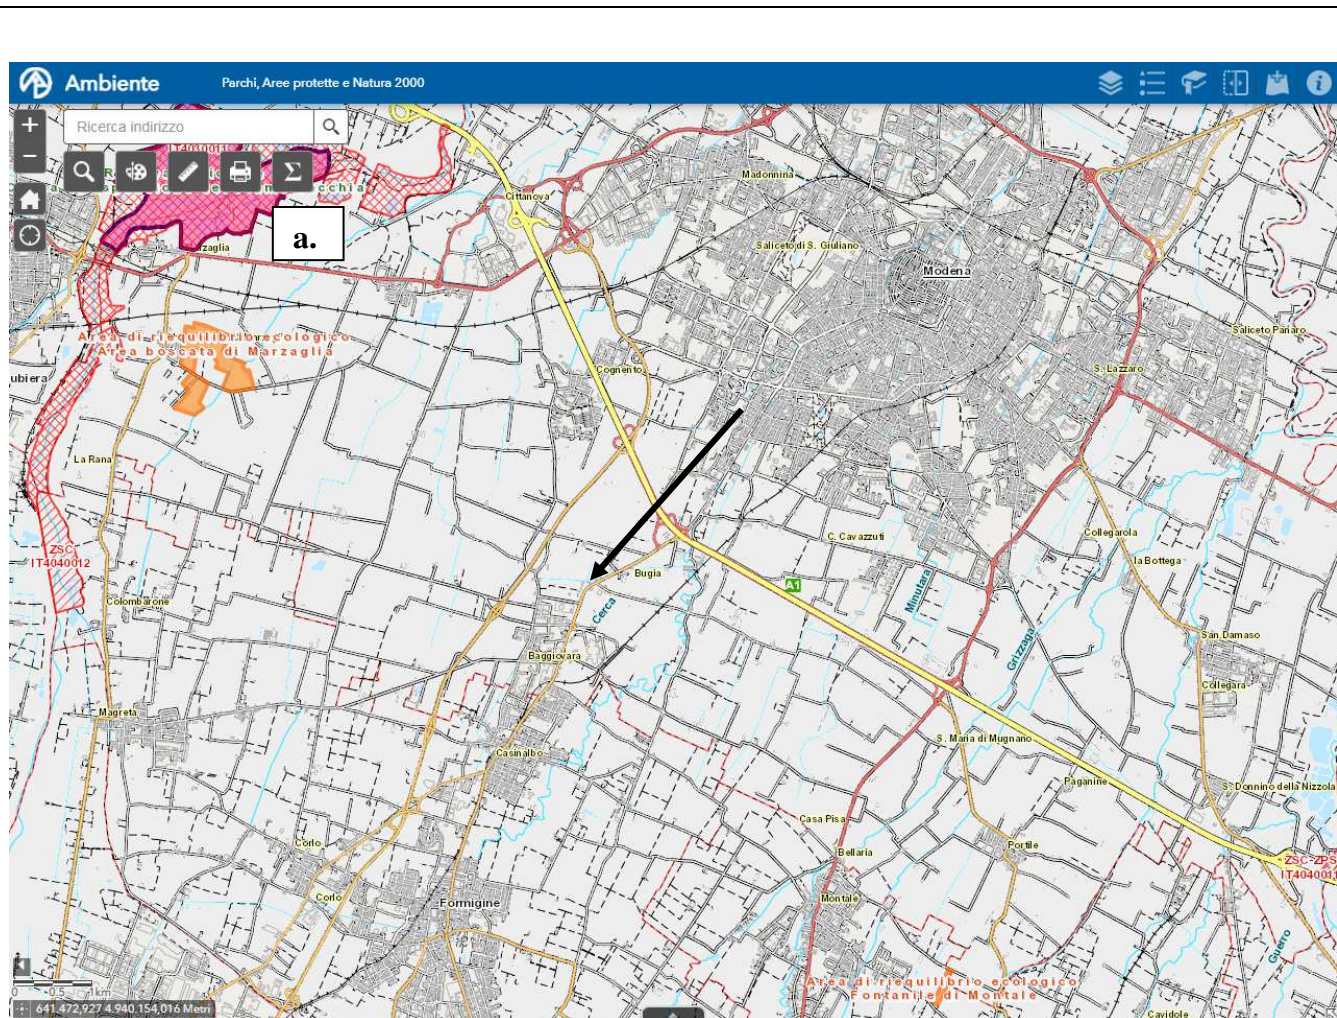 Ambiente
Parchi, Aree protette e Natura 2000
Ricerca indirizzo
IT4030011
a.
Cittanova
Madonnina
Saliceto di S. Giuliano
Modena
Saliceto Panaro
Area di riequilibrio ecologico
Area boscata di Marzaglia
Cognento
S. Lazzaro
ubiera
La Rana
ZSC
IT4040012
Colombarone
Bugia
Cerca
C. Cavazzuti
A1
Minutara
Grizzaga
Collegarola
la Bottega
San Damaso
Collegara
Baggiovara
Magreta
Casinalbo
S. Maria di Mugnano
Paganine
S. Donnino della Nizzola
Casa Pisa
Bellaria
Portile
ZSC-ZPS
IT4040011
Corlo
Corlo
Formigine
Montale
Guerro
Area di riequilibrio ecologico
Fontanile di Montale
Cavidole
0 0.5 1km
641.472,927 4.940.154,016 Metri